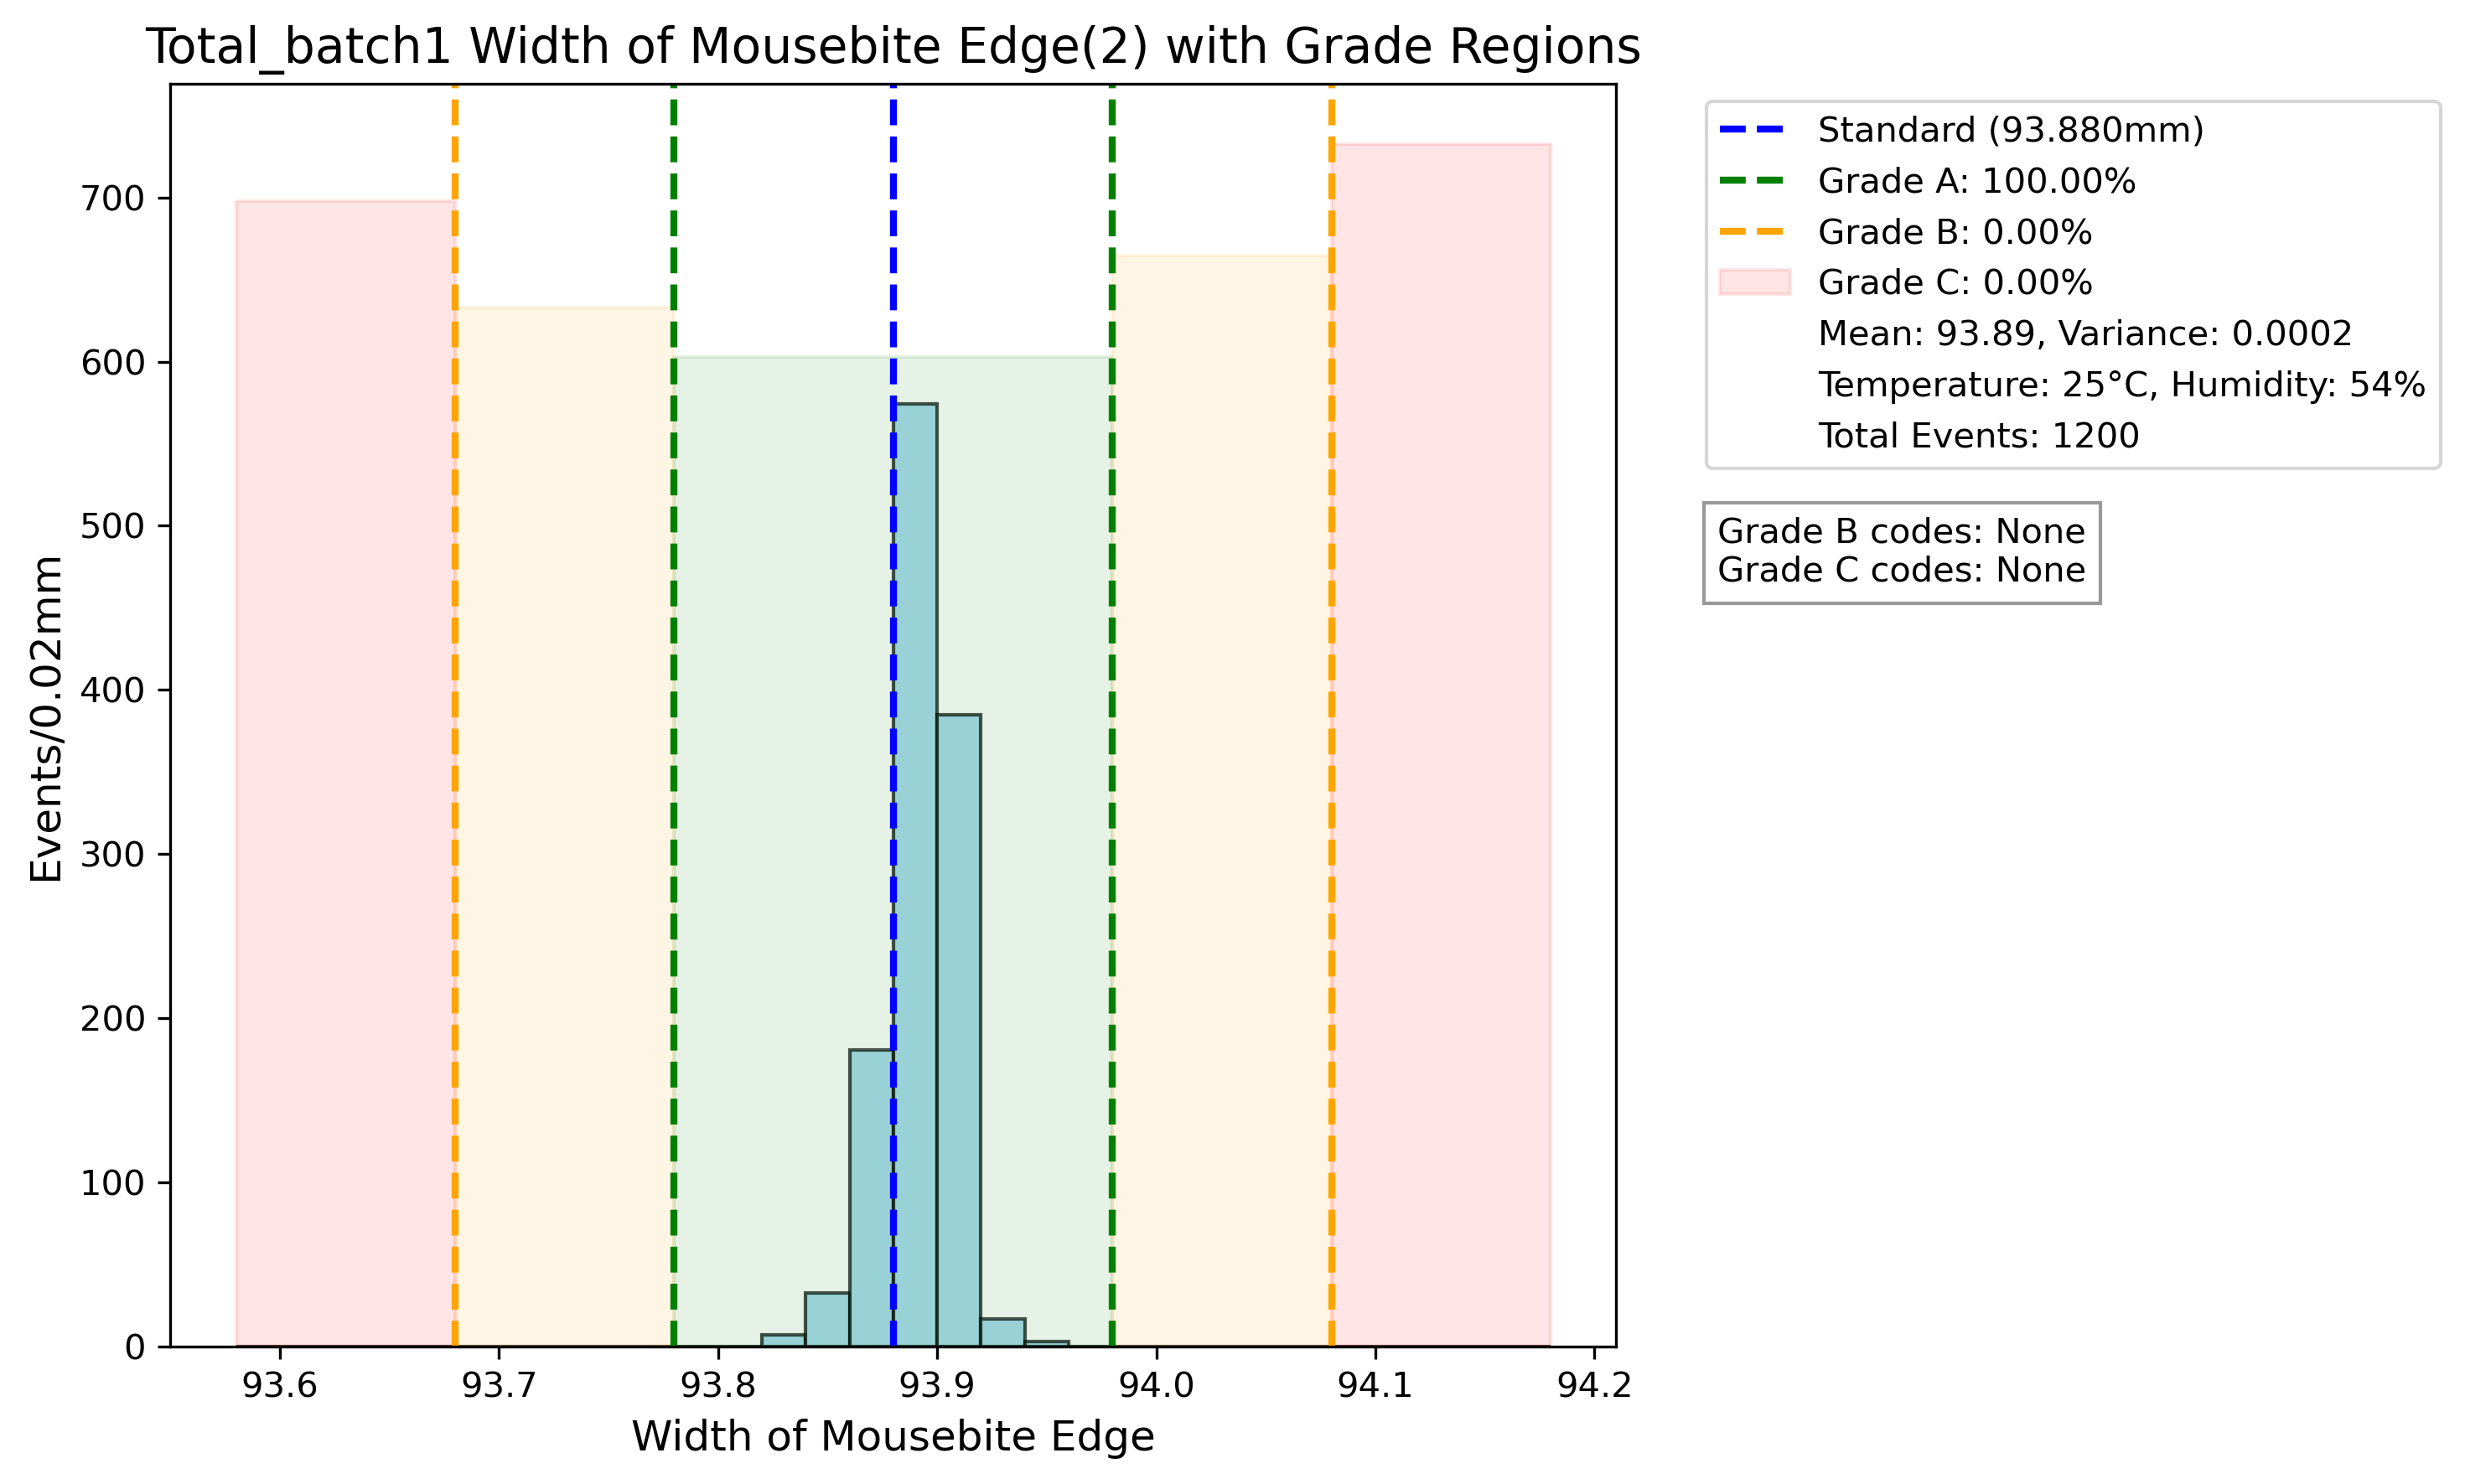 Total_batch1 Width of Mousebite Edge(2) with Grade Regions
Events/0.02mm
700
600
500
400
300
200
100
0
93.6 93.7 93.8 93.9 94.0 94.1 94.2
Width of Mousebite Edge
Standard (93.880mm)
Grade A: 100.00%
Grade B: 0.00%
Grade C: 0.00%
Mean: 93.89, Variance: 0.0002
Temperature: 25°C, Humidity: 54%
Total Events: 1200
Grade B codes: None
Grade C codes: None